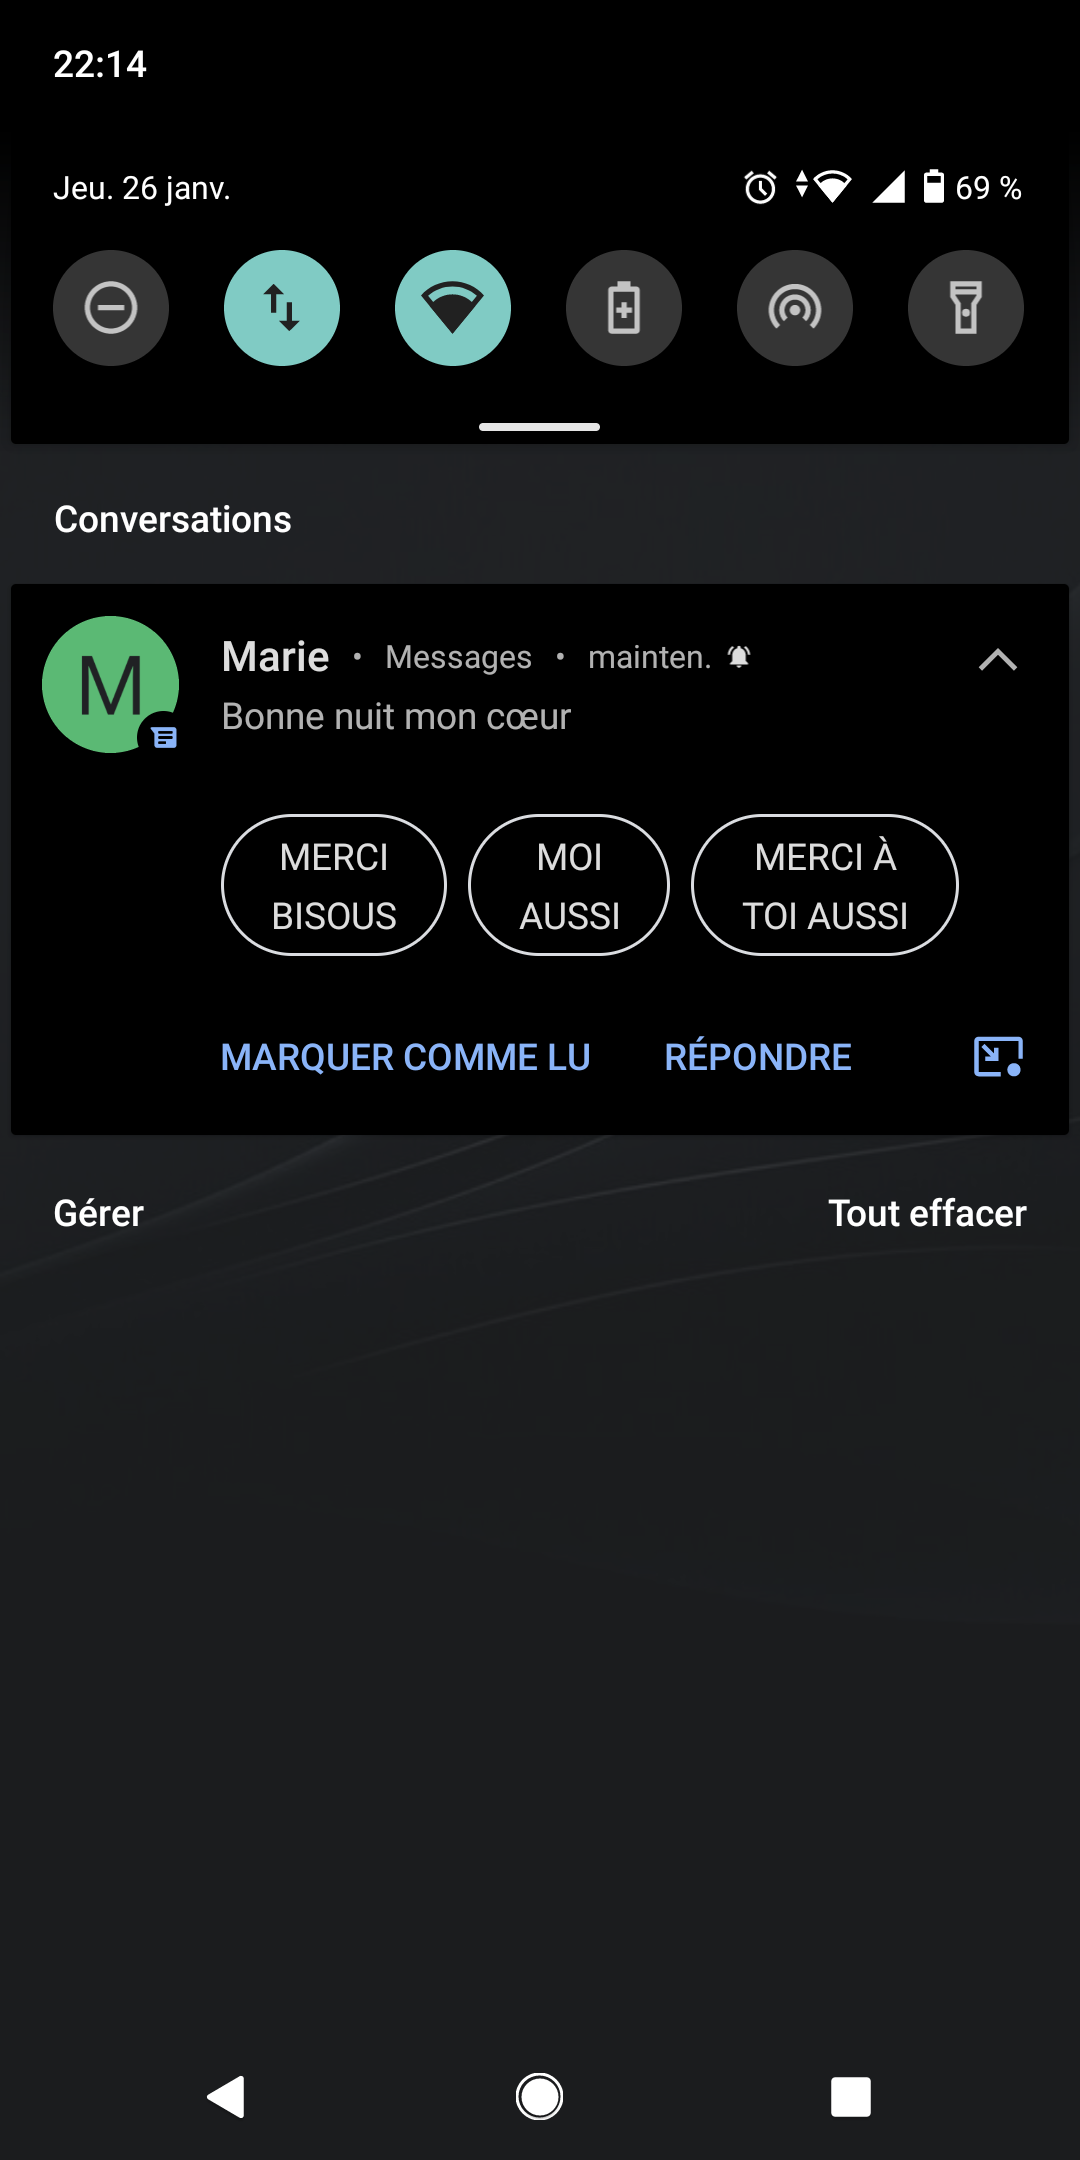 22:14
Jeu. 26 janv. 69 %
Conversations
M
Marie • Messages • mainten.
Bonne nuit mon cœur
MERCI BISOUS
MOI AUSSI
MERCI À TOI AUSSI
MARQUER COMME LU RÉPONDRE
Gérer Tout effacer